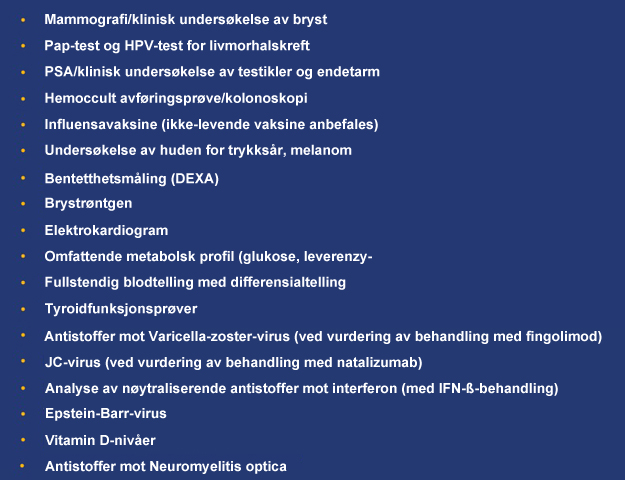 • Mammografi/klinisk undersøkelse av bryst
• Pap-test og HPV-test for livmorhalskreft
• PSA/klinisk undersøkelse av testikler og endetarm
• Hemoccult avføringsprøve/kolonoskopi
• Influensavaksine (ikke-levende vaksine anbefales)
• Undersøkelse av huden for trykksår, melanom
• Bentetthetsmåling (DEXA)
• Brystrøntgen
• Elektrokardiogram
• Omfattende metabolsk profil (glukose, leverenzy-
• Fullstendig blodtelling med differensialtelling
• Tyroidfunksjonsprøver
• Antistoffer mot Varicella-zoster-virus (ved vurdering av behandling med fingolimod)
• JC-virus (ved vurdering av behandling med natalizumab)
• Analyse av nøytraliserende antistoffer mot interferon (med IFN-ß-behandling)
• Epstein-Barr-virus
• Vitamin D-nivåer
• Antistoffer mot Neuromyelitis optica